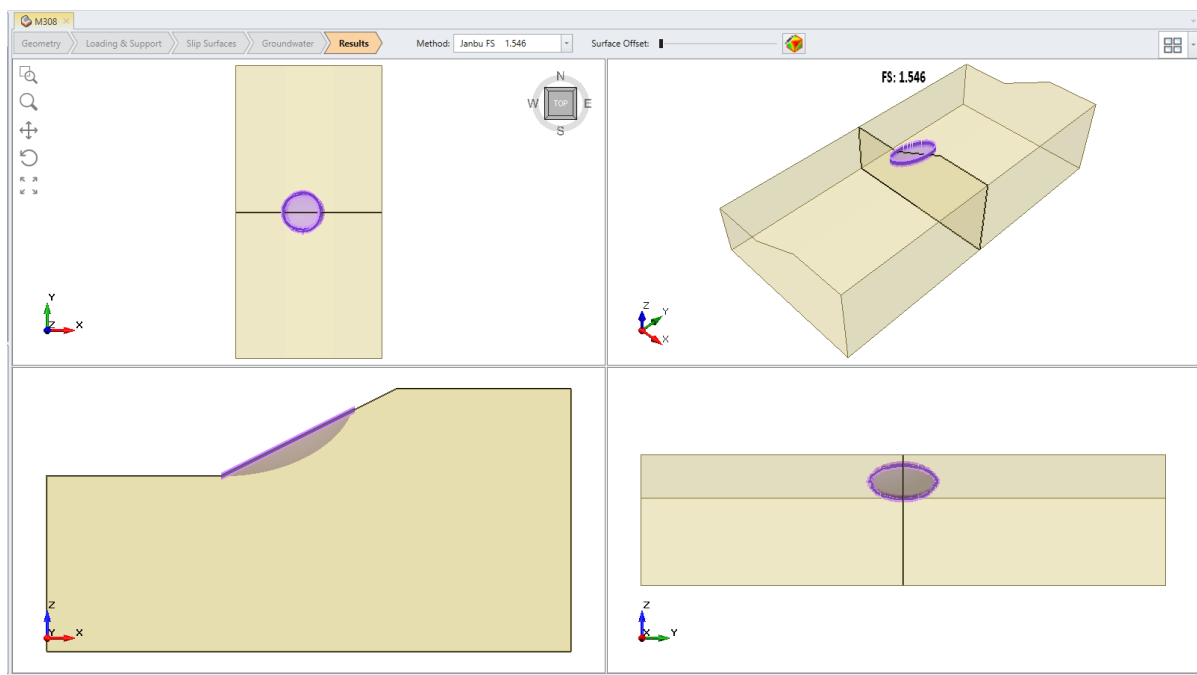 M308
Geometry
Loading & Support
Slip Surfaces
Groundwater
Results
Method: Janbu FS 1.546
Surface Offset:
N
W TOP E
S
FS: 1.546
Y
Z X
Z
Y
X
Z
Y X
Z
X Y